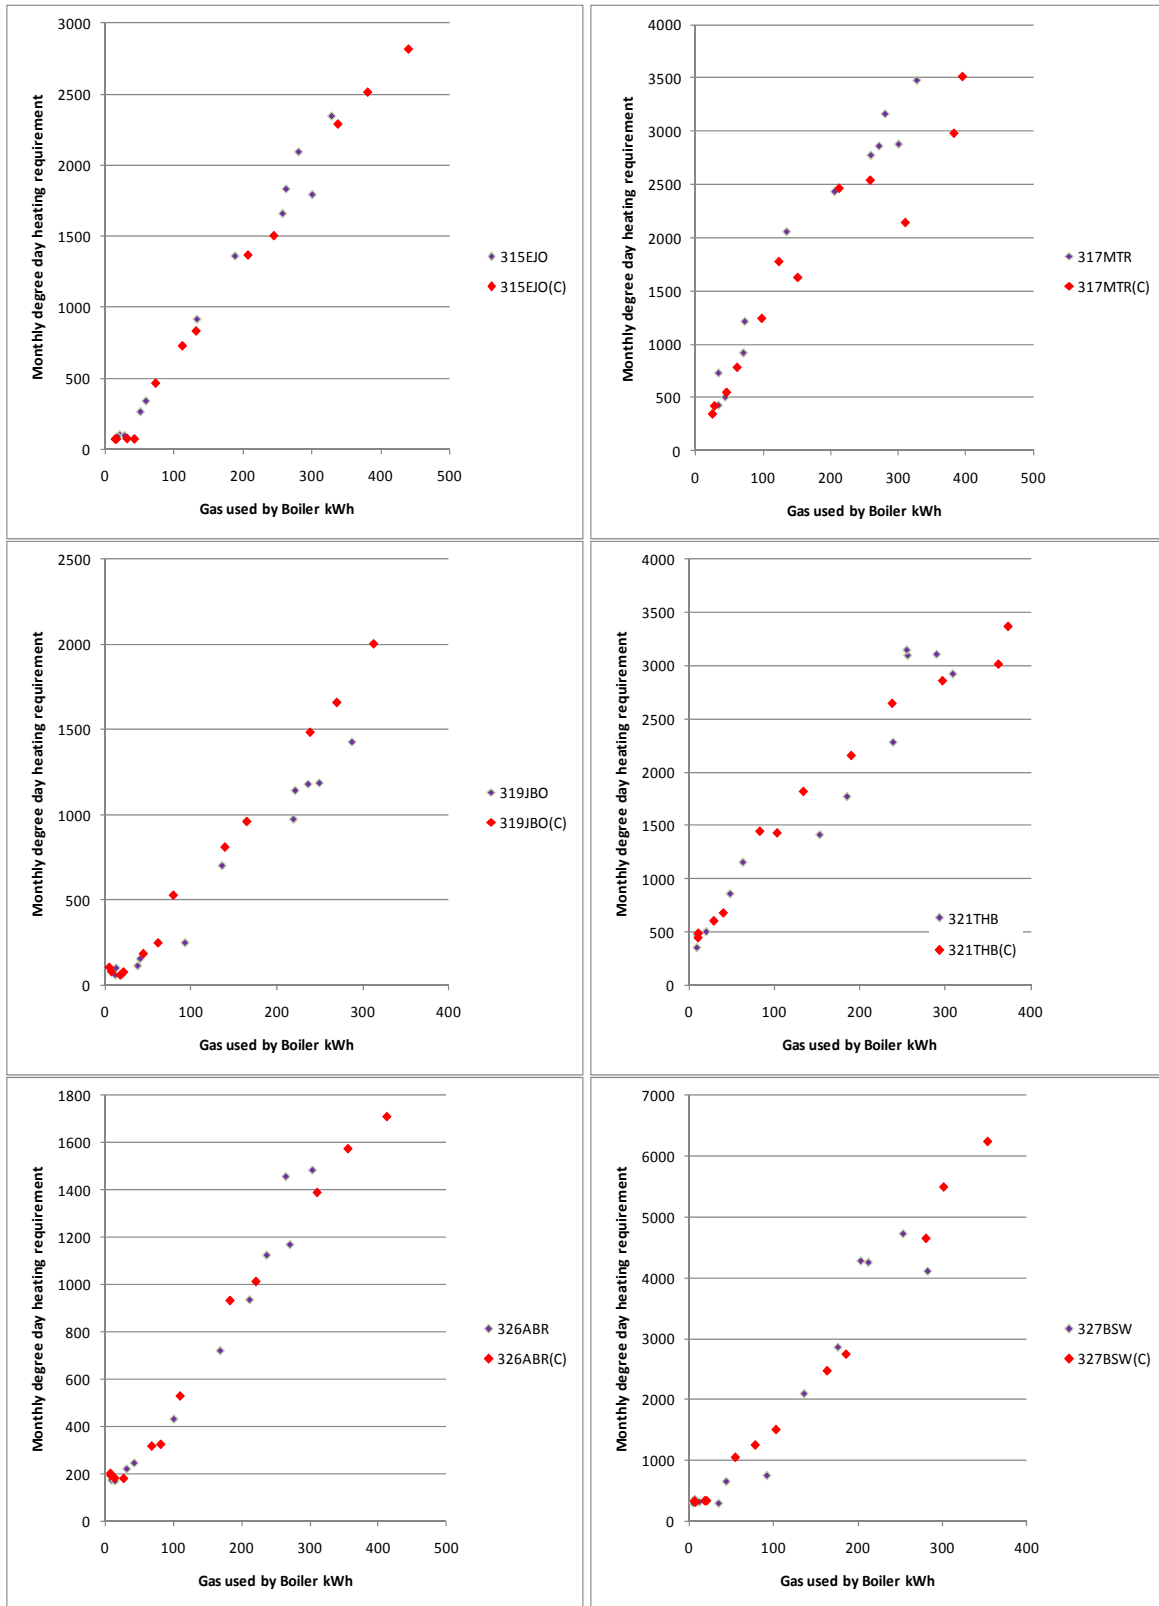 3000
2500
2000
1500
1000
500
0
0 100 200 300 400 500
Monthly degree day heating requirement
Gas used by Boiler kWh
315EJO
315EJO(C)
4000
3500
3000
2500
2000
1500
1000
500
0
0 100 200 300 400 500
Monthly degree day heating requirement
Gas used by Boiler kWh
317MTR
317MTR(C)
2500
2000
1500
1000
500
0
0 100 200 300 400
Monthly degree day heating requirement
Gas used by Boiler kWh
319JBO
319JBO(C)
4000
3500
3000
2500
2000
1500
1000
500
0
0 100 200 300 400
Monthly degree day heating requirement
Gas used by Boiler kWh
321THB
321THB(C)
1800
1600
1400
1200
1000
800
600
400
200
0
0 100 200 300 400 500
Monthly degree day heating requirement
Gas used by Boiler kWh
326ABR
326ABR(C)
7000
6000
5000
4000
3000
2000
1000
0
0 100 200 300 400
Monthly degree day heating requirement
Gas used by Boiler kWh
327BSW
327BSW(C)